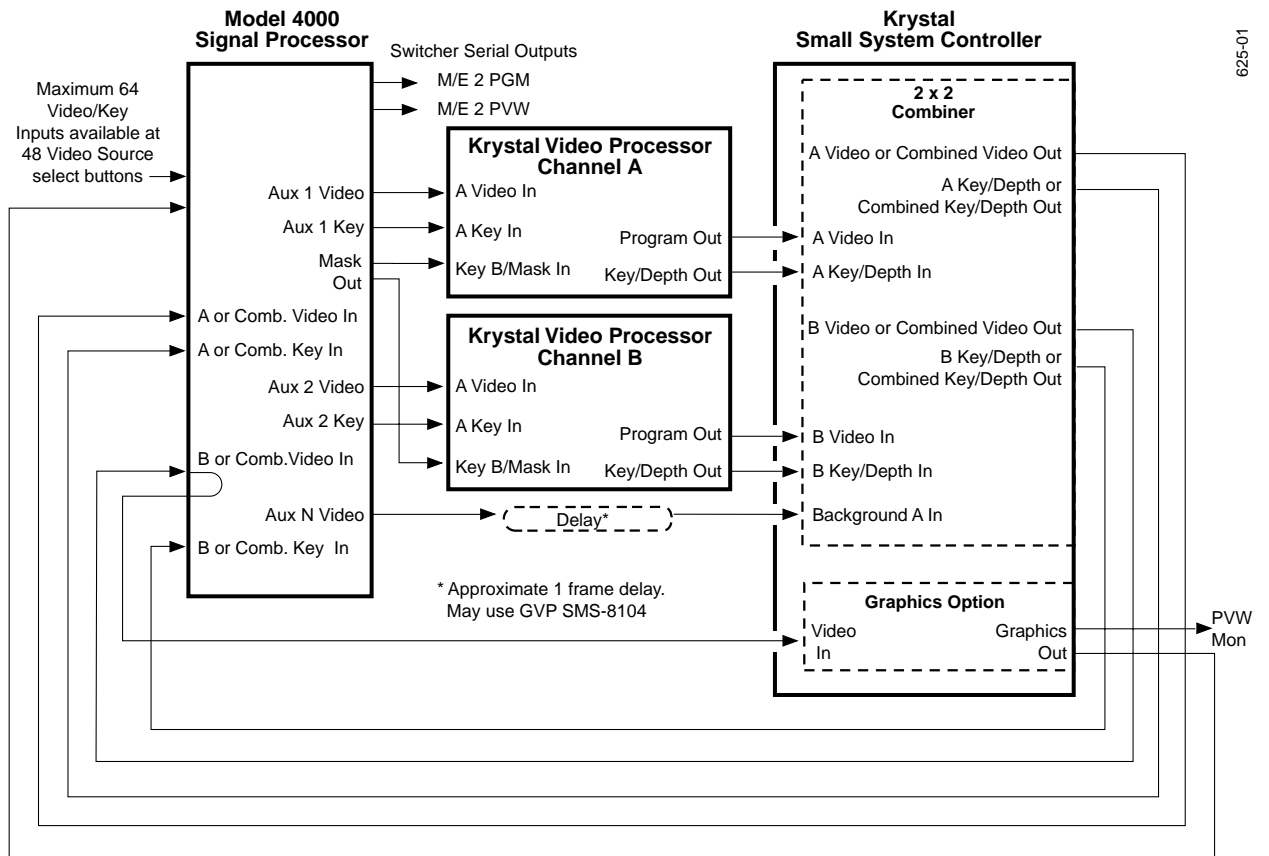 Model 4000
Signal Processor
Krystal
Small System Controller
625-01
Switcher Serial Outputs
M/E 2 PGM
M/E 2 PVW
Maximum 64
Video/Key
Inputs available at
48 Video Source
select buttons
Aux 1 Video
Aux 1 Key
Mask
Out
A or Comb. Video In
A or Comb. Key In
Aux 2 Video
Aux 2 Key
B or Comb.Video In
Aux N Video
B or Comb. Key In
Krystal Video Processor
Channel A
A Video In
A Key In
Key B/Mask In
Program Out
Key/Depth Out
Krystal Video Processor
Channel B
A Video In
A Key In
Key B/Mask In
Program Out
Key/Depth Out
Delay*
* Approximate 1 frame delay.
May use GVP SMS-8104
2 x 2
Combiner
A Video or Combined Video Out
A Key/Depth or
Combined Key/Depth Out
A Video In
A Key/Depth In
B Video or Combined Video Out
B Key/Depth or
Combined Key/Depth Out
B Video In
B Key/Depth In
Background A In
Graphics Option
Video
In
Graphics
Out
PVW
Mon